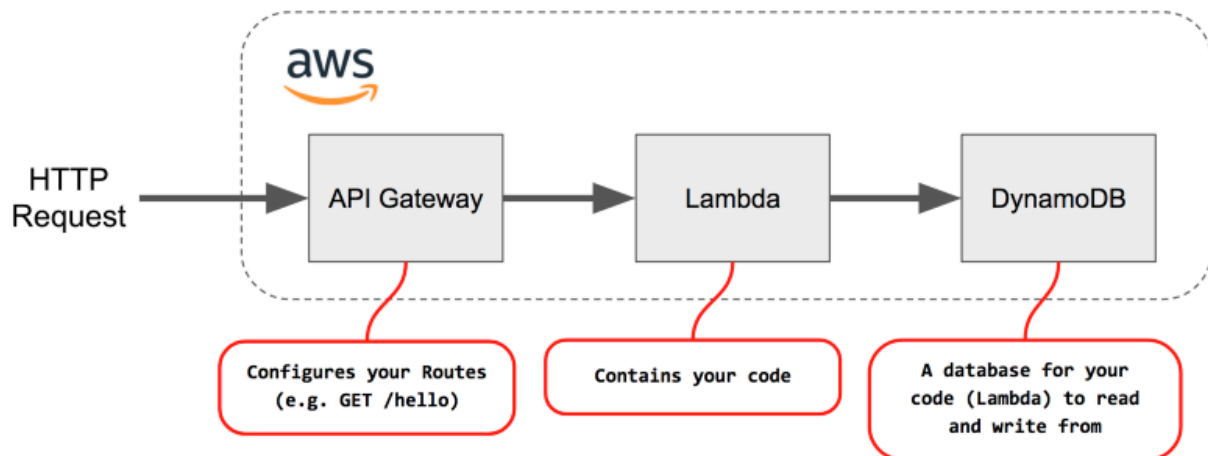 aws
HTTP
Request
API Gateway
Lambda
DynamoDB
Configures your Routes
(e.g. GET /hello)
Contains your code
A database for your
code (Lambda) to read
and write from